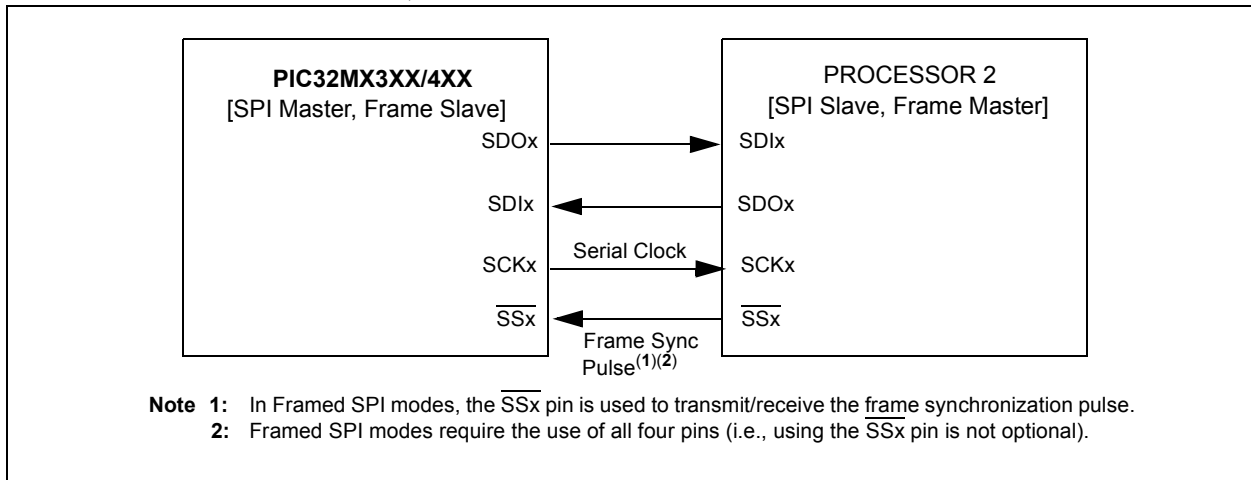 PIC32MX3XX/4XX
[SPI Master, Frame Slave]
PROCESSOR 2
[SPI Slave, Frame Master]
SDOx
SDIx
SDIx
SDOx
SCKx
Serial Clock
SCKx
SSx
SSx
Frame Sync
Pulse(1)(2)
Note 1: In Framed SPI modes, the SSx pin is used to transmit/receive the frame synchronization pulse.
2: Framed SPI modes require the use of all four pins (i.e., using the SSx pin is not optional).